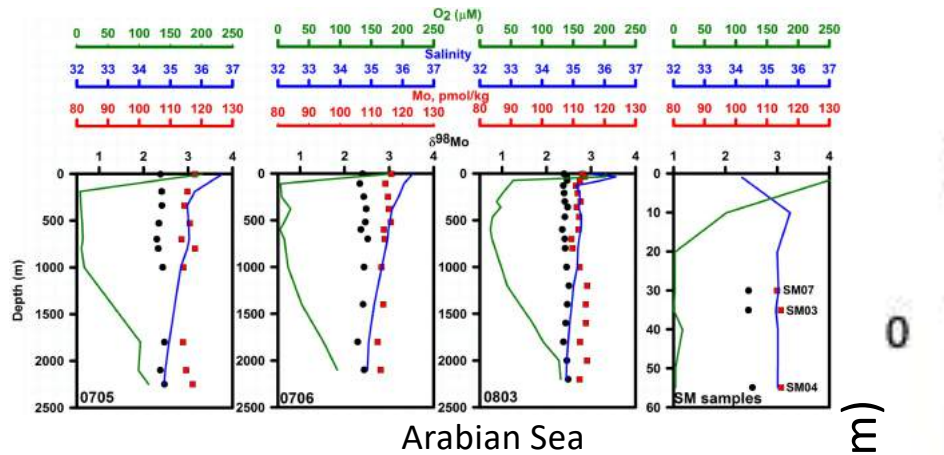 O2 (μM)
0 50 100 150 200 250 0 50 100 150 200 250 0 50 100 150 200 250 0 50 100 150 200 250
Salinity
32 33 34 35 36 37 32 33 34 35 36 37 32 33 34 35 36 37 32 33 34 35 36 37
Mo, pmol/kg
80 90 100 110 120 130 80 90 100 110 120 130 80 90 100 110 120 130 80 90 100 110 120 130
δ98Mo
1 2 3 4 1 2 3 4 1 2 3 4 1 2 3 4
0 0 0 0
500 500 500 10
1000 1000 1000 20
1500 1500 1500 30
2000 2000 2000 40
2500 2500 2500 50
60
Depth (m)
SM07
SM03
SM04
0705 0706 0803 SM samples
Arabian Sea
0
m)